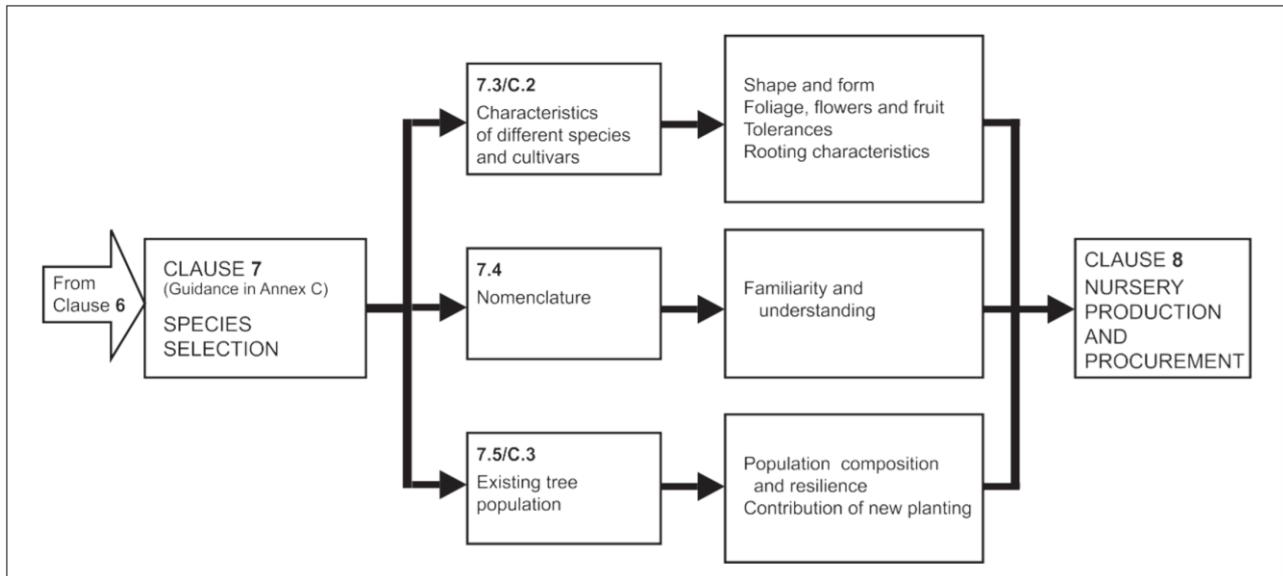 From
Clause 6
CLAUSE 7
(Guidance in Annex C)
SPECIES
SELECTION
7.3/C.2
Characteristics
of different species
and cultivars
Shape and form
Foliage, flowers and fruit
Tolerances
Rooting characteristics
7.4
Nomenclature
Familiarity and
understanding
7.5/C.3
Existing tree
population
Population composition
and resilience
Contribution of new planting
CLAUSE 8
NURSERY
PRODUCTION
AND
PROCUREMENT